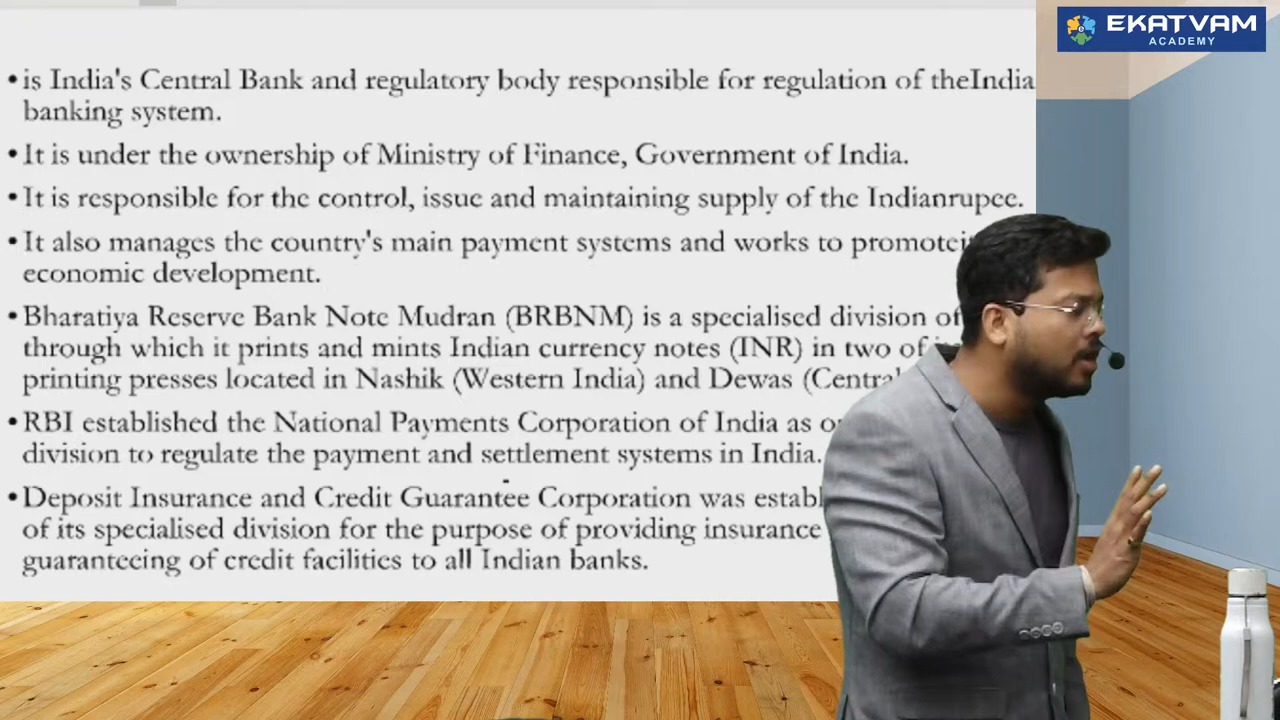 EKATVAM
ACADEMY
• is India's Central Bank and regulatory body responsible for regulation of theIndia
banking system.
• It is under the ownership of Ministry of Finance, Government of India.
• It is responsible for the control, issue and maintaining supply of the Indianrupee.
• It also manages the country's main payment systems and works to promotei
economic development.
• Bharatiya Reserve Bank Note Mudran (BRBNM) is a specialised division of
through which it prints and mints Indian currency notes (INR) in two of
printing presses located in Nashik (Western India) and Dewas (Central
• RBI established the National Payments Corporation of India as
division to regulate the payment and settlement systems in India.
• Deposit Insurance and Credit Guarantee Corporation was establ
of its specialised division for the purpose of providing insurance
guaranteeing of credit facilities to all Indian banks.